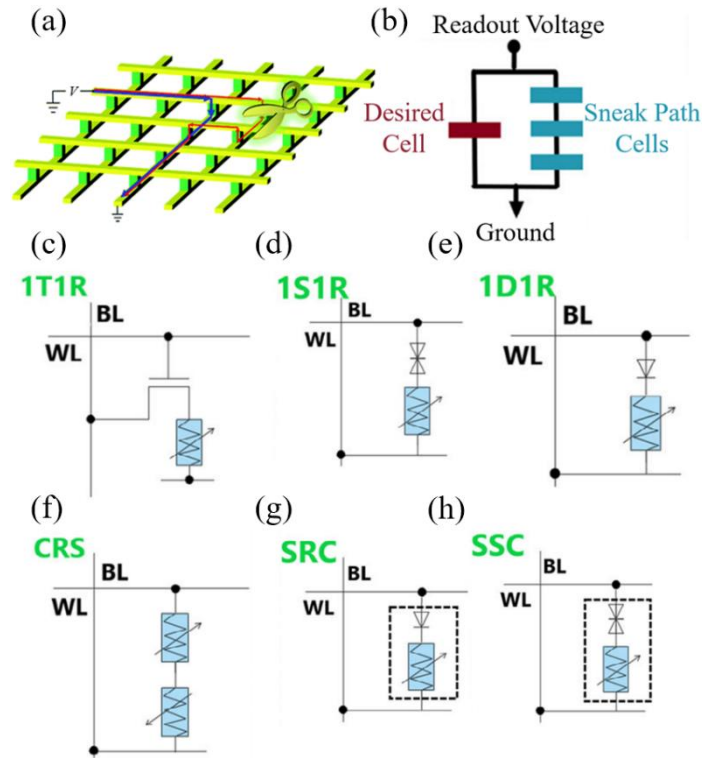 (a)
V
(b)
Readout Voltage
Desired
Cell
Sneak Path
Cells
Ground
(c)
1T1R
BL
WL
(d)
1S1R
BL
WL
(e)
1D1R
BL
WL
(f)
CRS
BL
WL
(g)
SRC
BL
WL
(h)
SSC
BL
WL